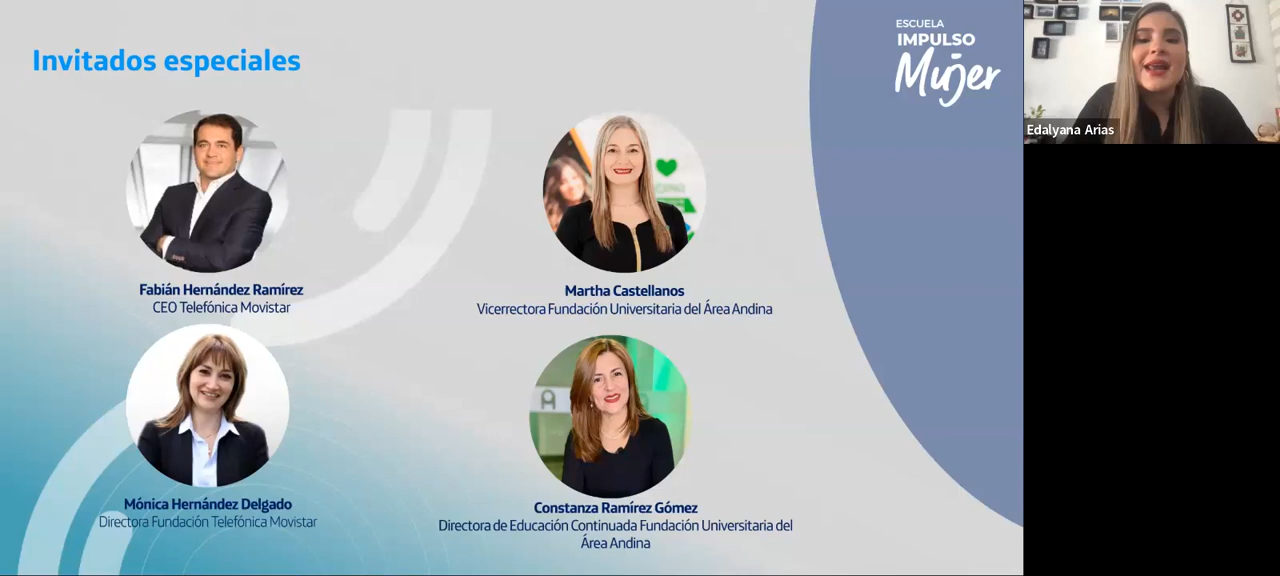 Invitados especiales
ESCUELA
IMPULSO
Mujer
Edalyana Arias
Fabián Hernández Ramírez
CEO Telefónica Movistar
Martha Castellanos
Vicerrectora Fundación Universitaria del Área Andina
Mónica Hernández Delgado
Directora Fundación Telefónica Movistar
Constanza Ramírez Gómez
Directora de Educación Continuada Fundación Universitaria del
Área Andina